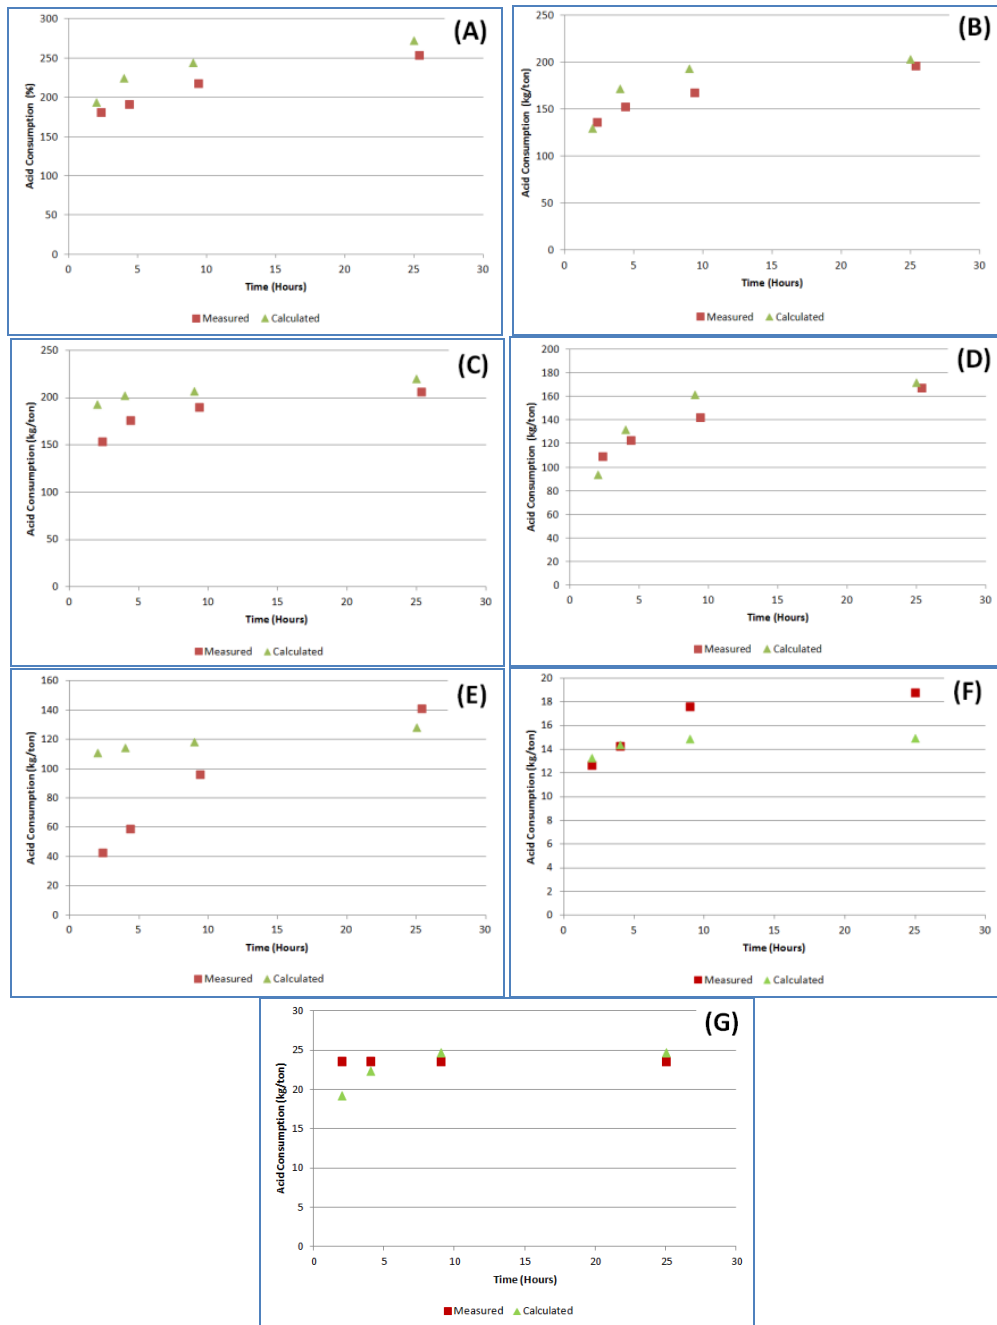 (A)
300
250
200
150
100
50
0
Acid Consumption (%)
0 5 10 15 20 25 30
Time (Hours)
Measured Calculated
(B)
250
200
150
100
50
0
Acid Consumption (kg/ton)
0 5 10 15 20 25 30
Time (Hours)
Measured Calculated
(C)
250
200
150
100
50
0
Acid Consumption (kg/ton)
0 5 10 15 20 25 30
Time (Hours)
Measured Calculated
(D)
200
180
160
140
120
100
80
60
40
20
0
Acid Consumption (kg/ton)
0 5 10 15 20 25 30
Time (Hours)
Measured Calculated
(E)
160
140
120
100
80
60
40
20
0
Acid Consumption (kg/ton)
0 5 10 15 20 25 30
Time (Hours)
Measured Calculated
(F)
20
18
16
14
12
10
8
6
4
2
0
Acid Consumption (kg/ton)
0 5 10 15 20 25 30
Time (Hours)
Measured Calculated
(G)
30
25
20
15
10
5
0
Acid Consumption (kg/ton)
0 5 10 15 20 25 30
Time (Hours)
Measured Calculated